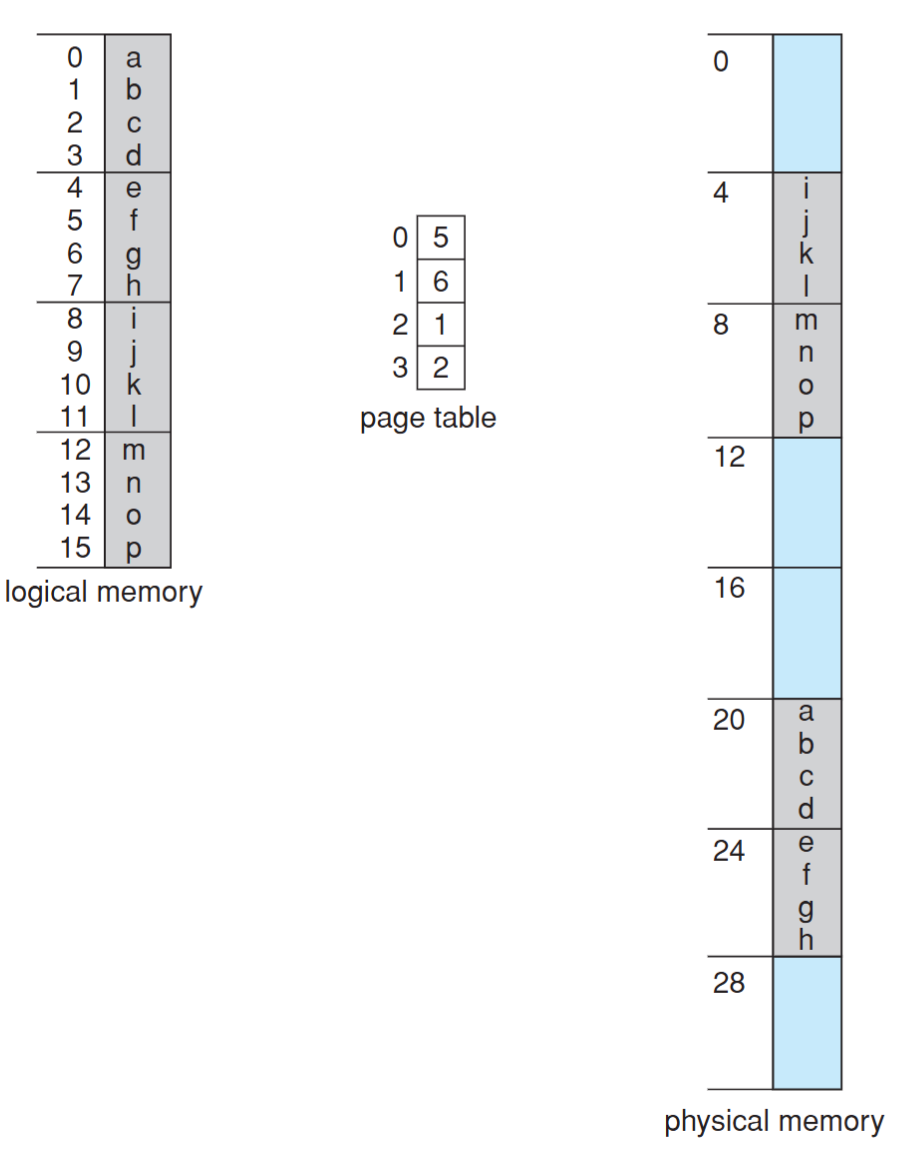 0 a
1 b
2 c
3 d
4 e
5 f
6 g
7 h
8 i
9 j
10 k
11 l
12 m
13 n
14 o
15 p
logical memory
0 5
1 6
2 1
3 2
page table
0
4 i
j
k
l
8 m
n
o
p
12
16
20 a
b
c
d
24 e
f
g
h
28
physical memory